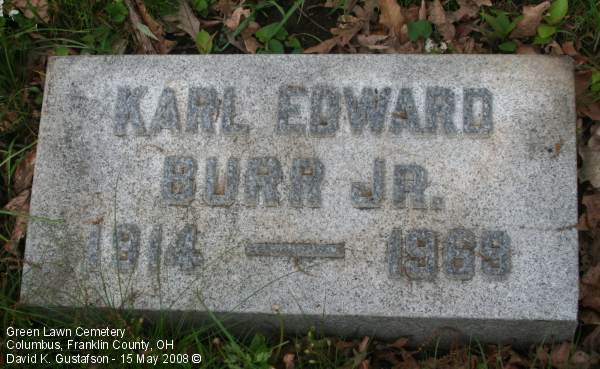 KARL EDWARD
BURR JR.
1914 — 1969
Green Lawn Cemetery
Columbus, Franklin County, OH
David K. Gustafson - 15 May 2008 ©